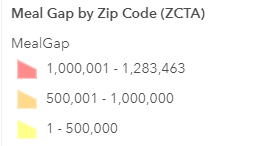 Meal Gap by Zip Code (ZCTA)
MealGap
1,000,001 - 1,283,463
500,001 - 1,000,000
1 - 500,000